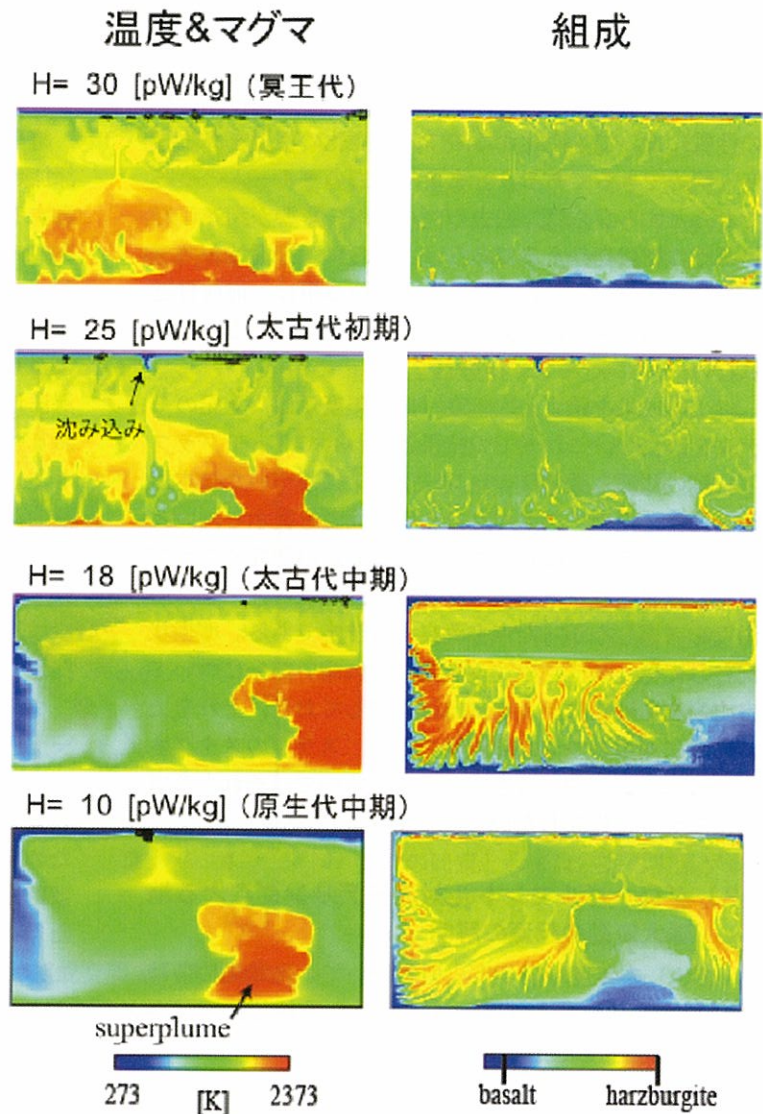 温度&マグマ 組成
H= 30 [pW/kg] (冥王代)
H= 25 [pW/kg] (太古代初期)
沈み込み
H= 18 [pW/kg] (太古代中期)
H= 10 [pW/kg] (原生代中期)
superplume
273 [K] 2373 basalt harzburgite